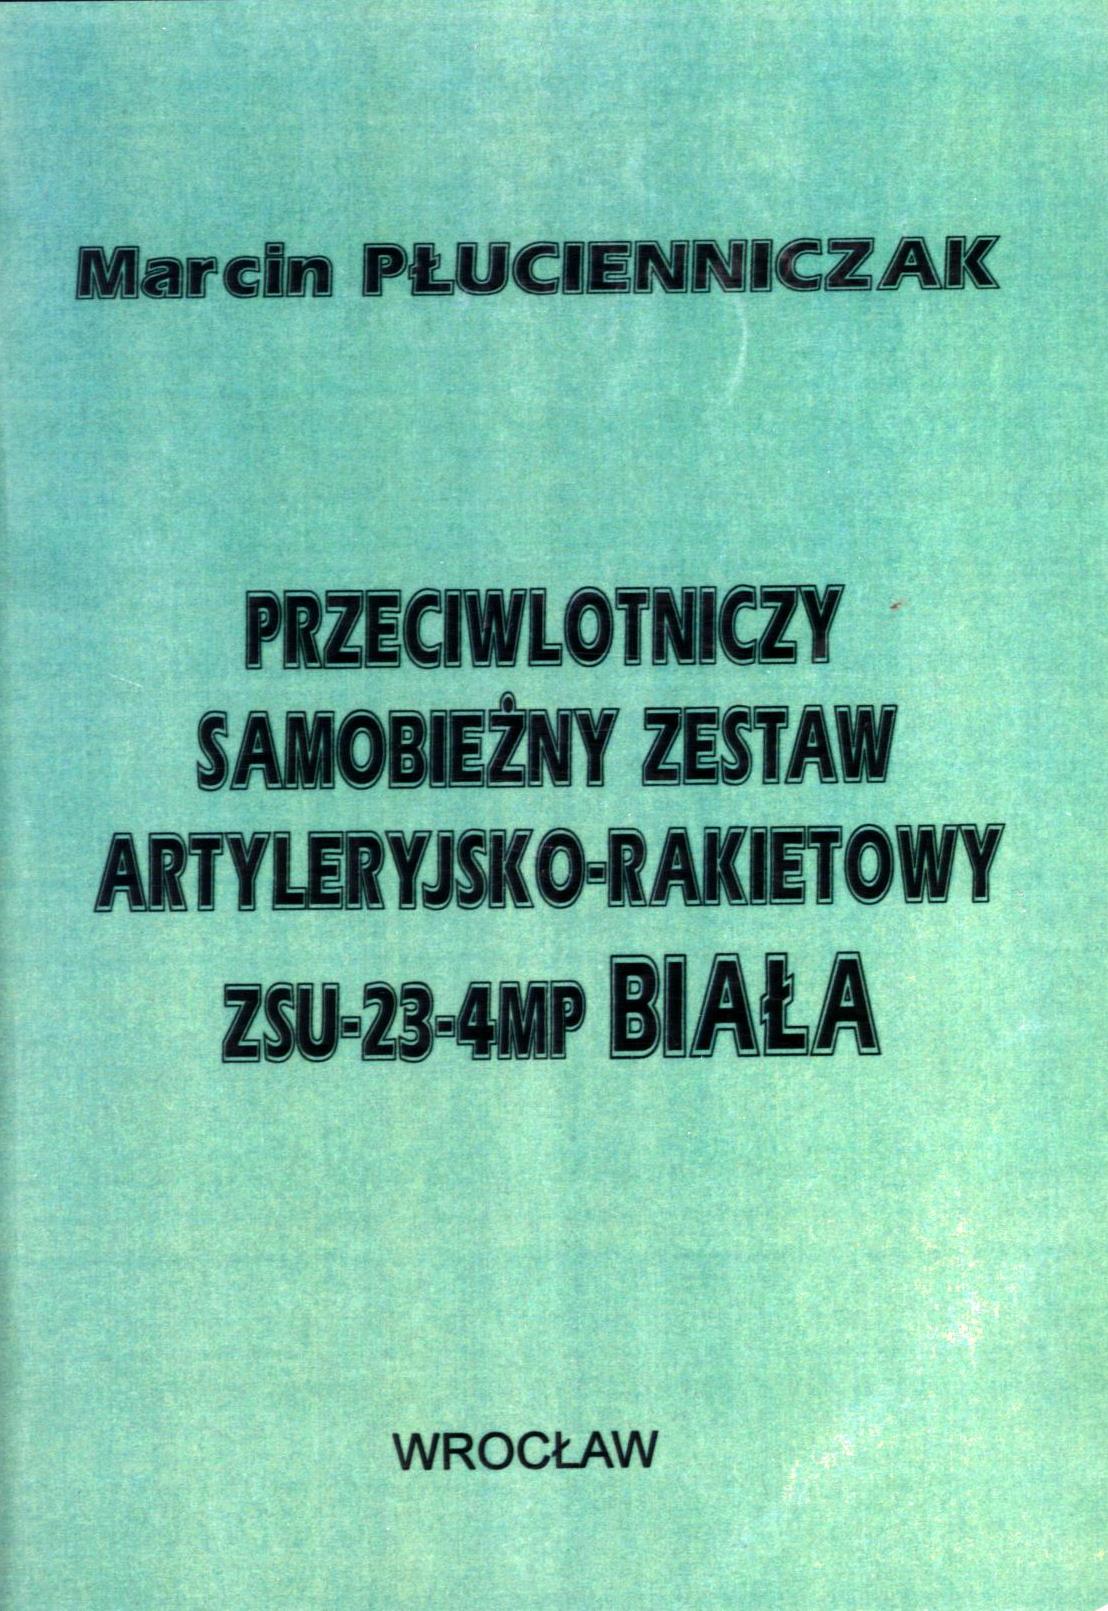 Marcin PŁUCIENNICZAK
PRZECIWLOTNICZY
SAMOBIEŻNY ZESTAW
ARTYLERYJSKO-RAKIETOWY
ZSU-23-4MP BIAŁA
WROCŁAW